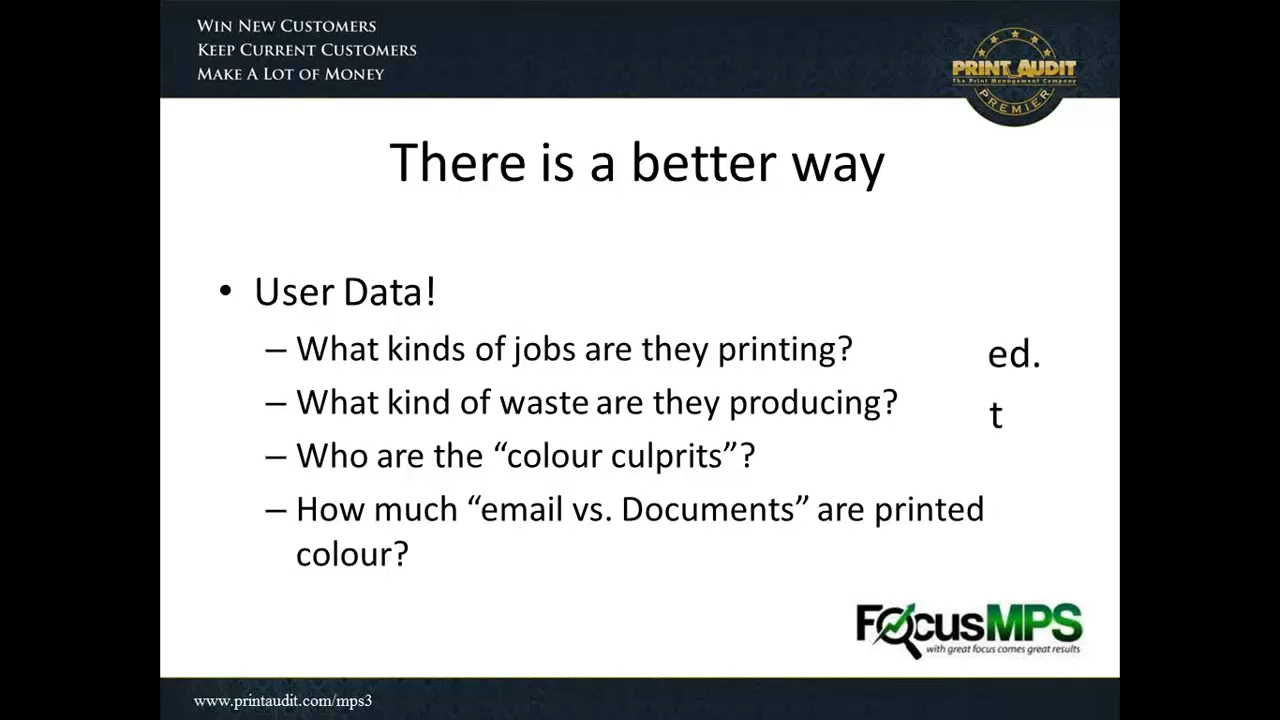 WIN NEW CUSTOMERS
KEEP CURRENT CUSTOMERS
MAKE A LOT OF MONEY
PRINT AUDIT
The Print Management Company
PREMIER
There is a better way
• User Data!
– What kinds of jobs are they printing?
ed.
– What kind of waste are they producing?
t
– Who are the “colour culprits”?
– How much “email vs. Documents” are printed
colour?
FocusMPS
with great focus comes great results
www.printaudit.com/mps3